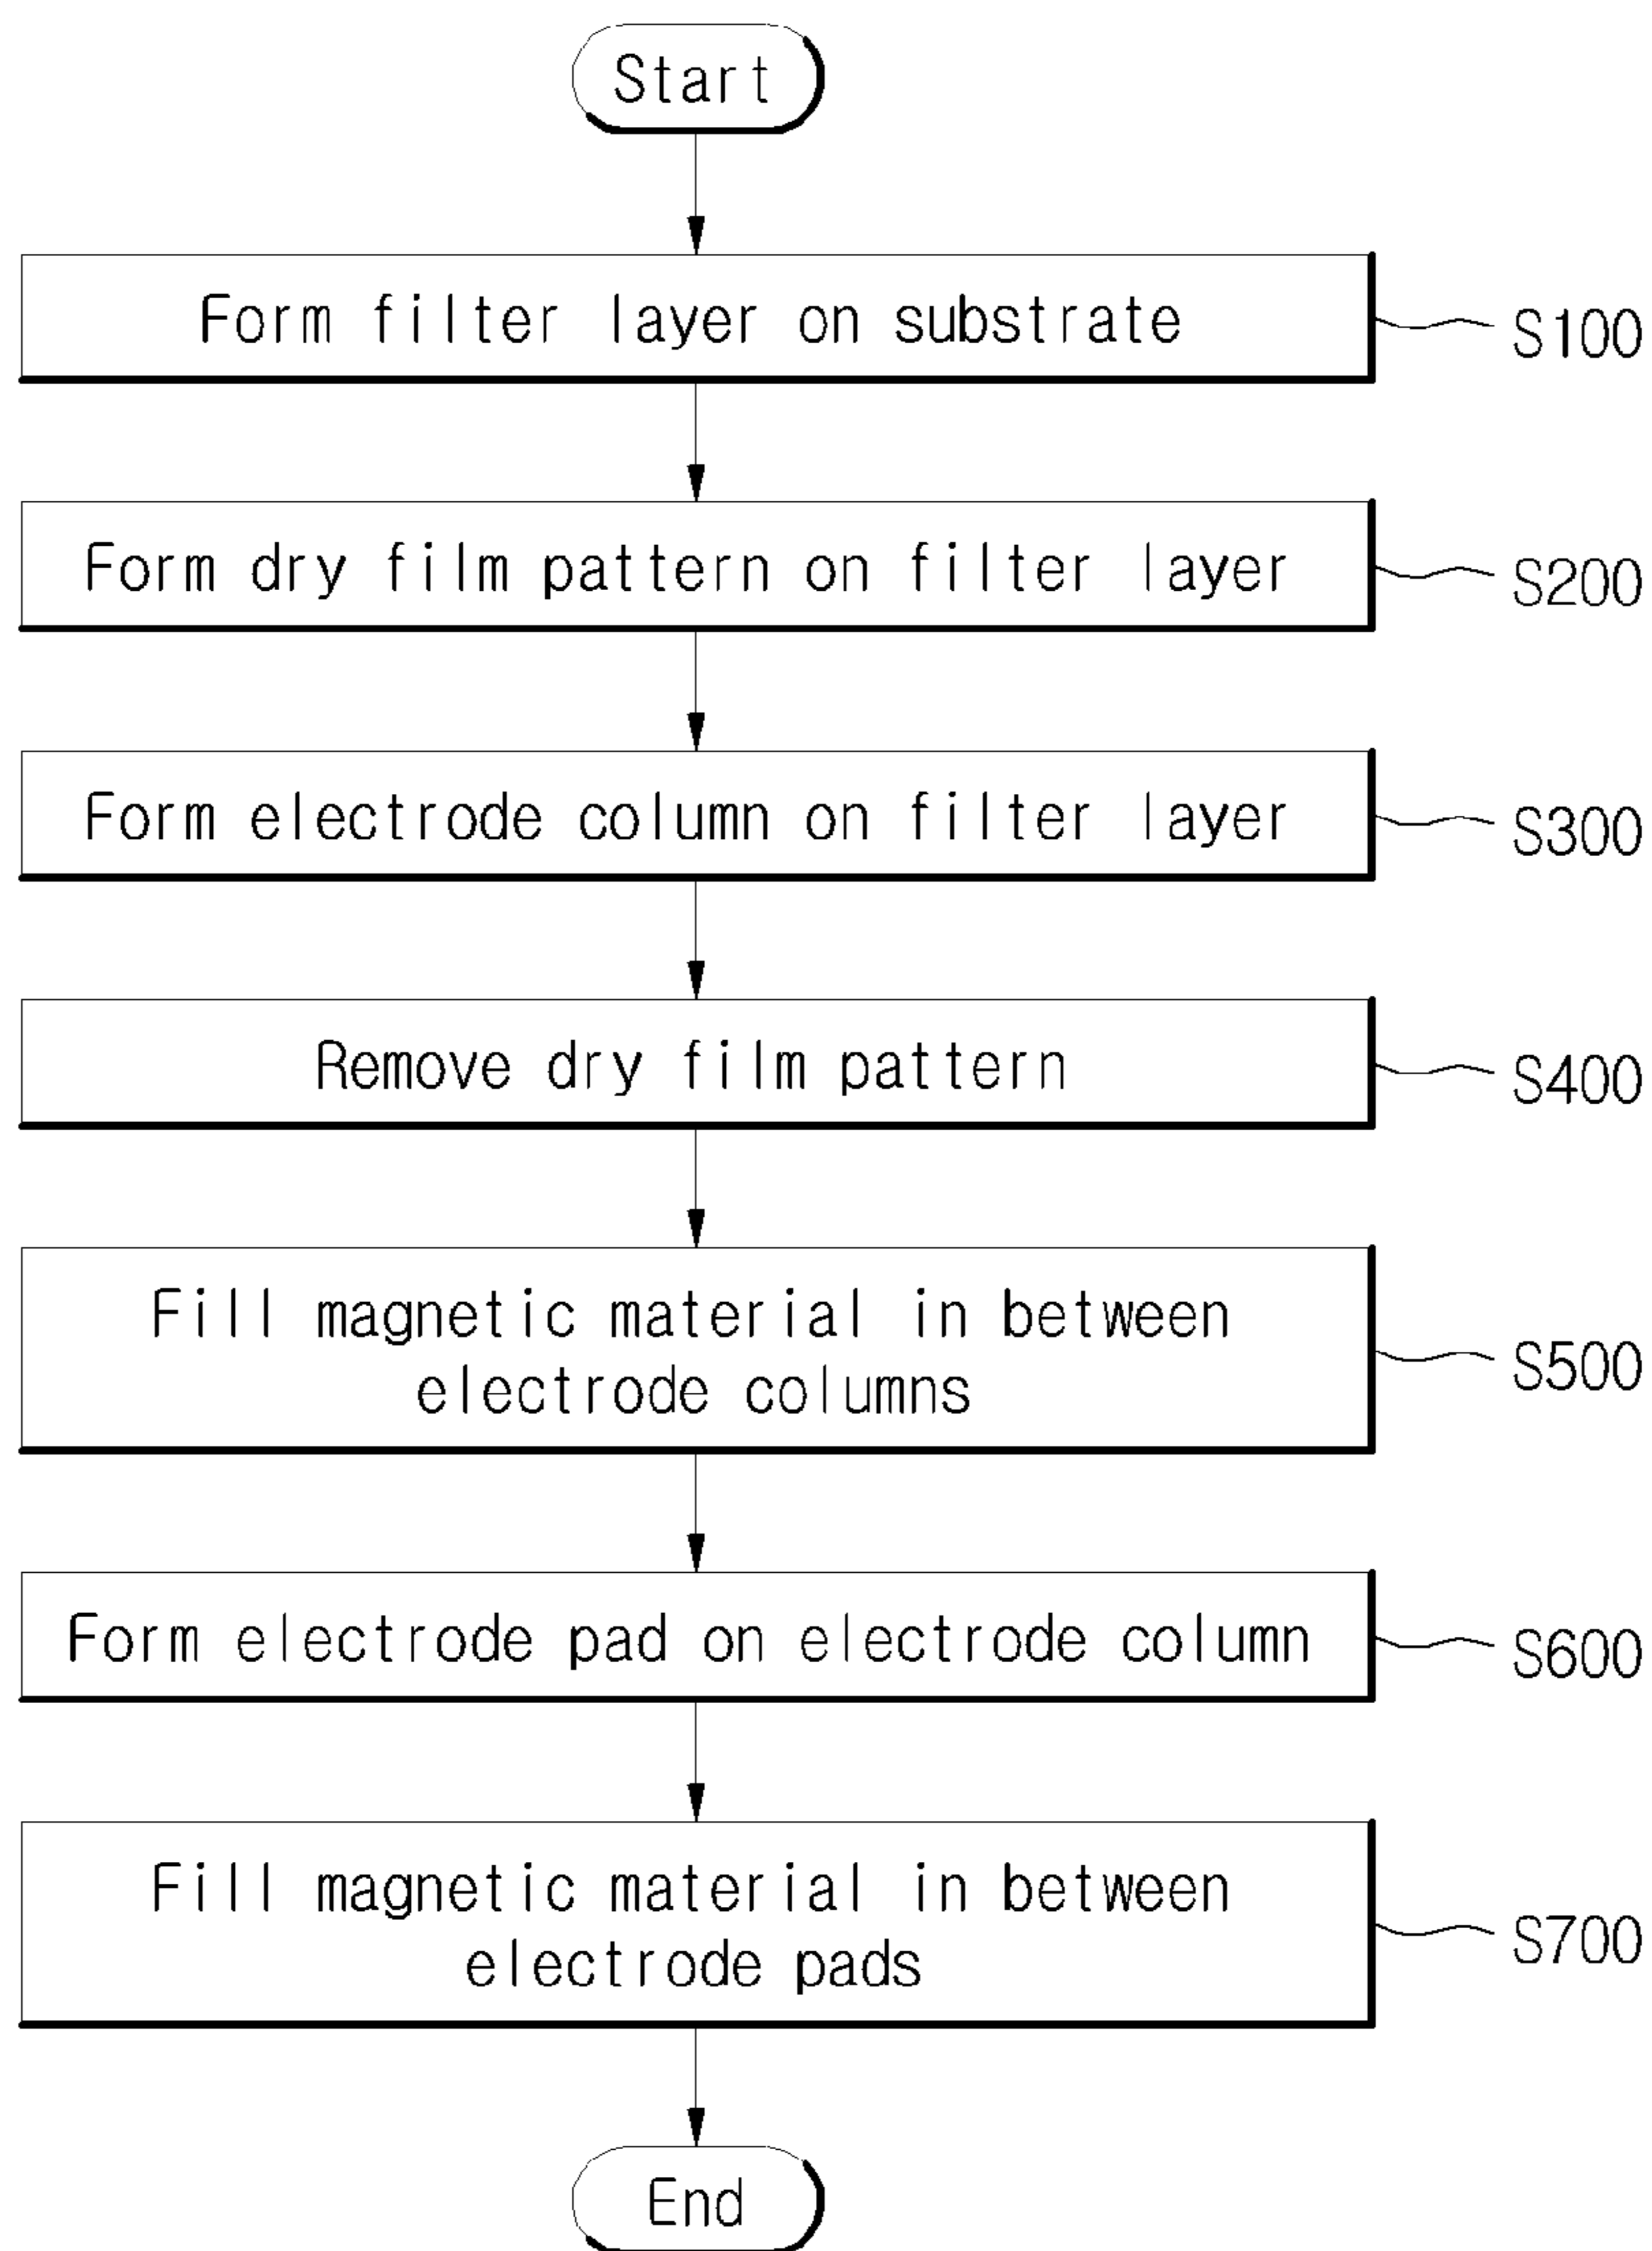 Start
Form filter layer on substrate
S100
Form dry film pattern on filter layer
S200
Form electrode column on filter layer
S300
Remove dry film pattern
S400
Fill magnetic material in between
electrode columns
S500
Form electrode pad on electrode column
S600
Fill magnetic material in between
electrode pads
S700
End